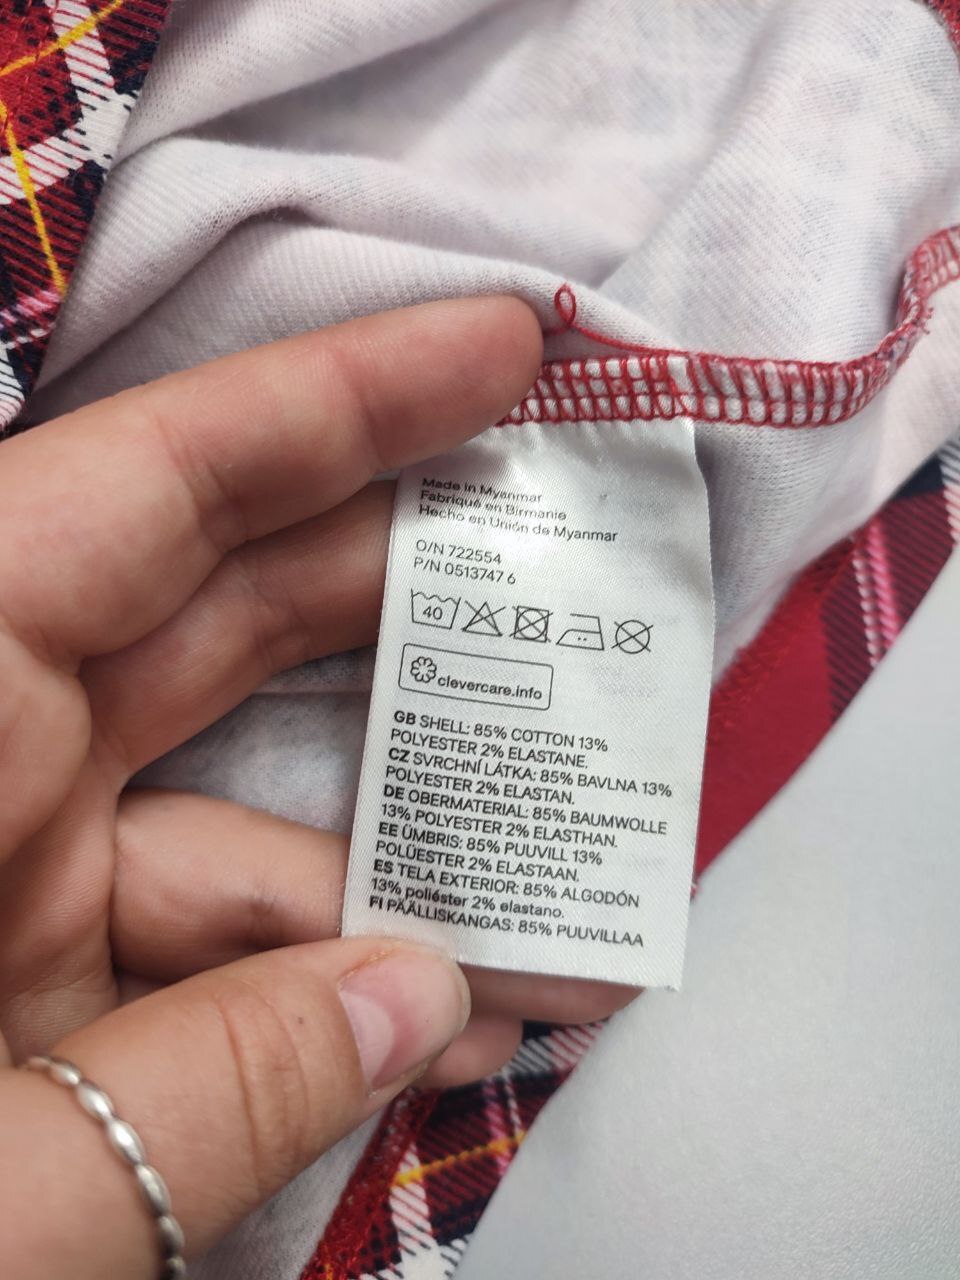 Made in Myanmar
Fabriqué en Birmanie
Hecho en Unión de Myanmar
O/N 722554
P/N 0513747 6
40
clevercare.info
GB SHELL: 85% COTTON 13%
POLYESTER 2% ELASTANE.
CZ SVRCHNÍ LÁTKA: 85% BAVLNA 13%
POLYESTER 2% ELASTAN.
DE OBERMATERIAL: 85% BAUMWOLLE
13% POLYESTER 2% ELASTHAN.
EE ÜMBRIS: 85% PUUVILL 13%
POLÜESTER 2% ELASTAAN.
ES TELA EXTERIOR: 85% ALGODÓN
13% poliéster 2% elastano.
FI PÄÄLLISKANGAS: 85% PUUVILLAA